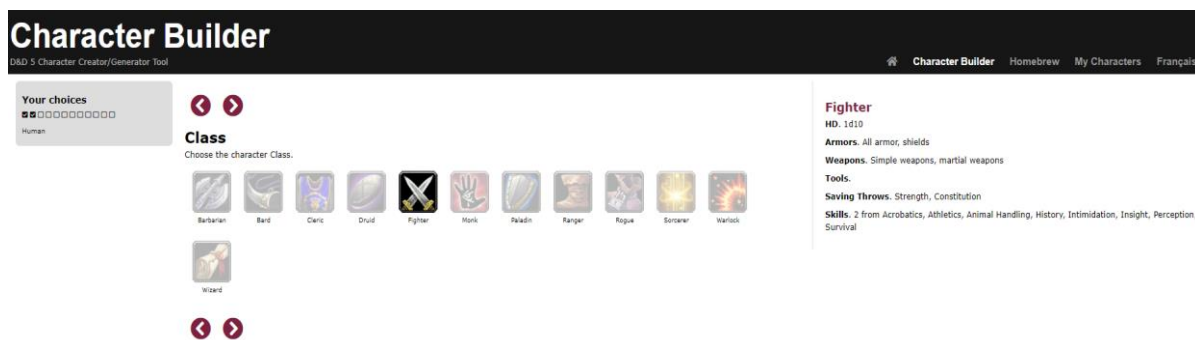 Character Builder
D&D 5 Character Creator/Generator Tool
Character Builder Homebrew My Characters Français
Your choices
Human
Class
Choose the character Class.
Barbarian Bard Cleric Druid Fighter Monk Paladin Ranger Rogue Sorcerer Warlock
Wizard
Fighter
HD. 1d10
Armors. All armor, shields
Weapons. Simple weapons, martial weapons
Tools.
Saving Throws. Strength, Constitution
Skills. 2 from Acrobatics, Athletics, Animal Handling, History, Intimidation, Insight, Perception
Survival